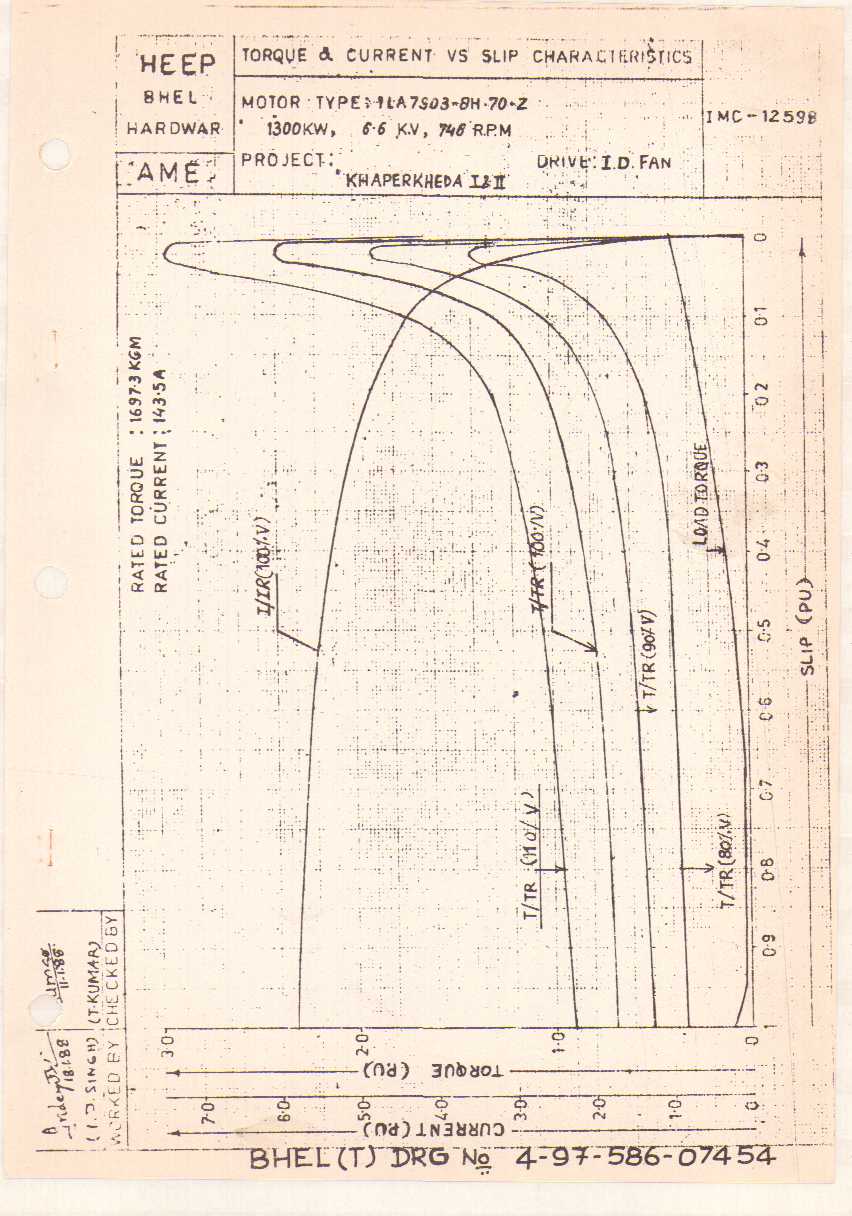 HEEP
BHEL
HARDWAR
AME
TORQUE & CURRENT VS SLIP CHARACTERISTICS
MOTOR TYPE: 1LA7503-8H-70-Z
1300KW, 6.6 KV, 746 R.P.M
PROJECT:
KHAPERKHEDA I & II
DRIVE: I.D. FAN
IMC-12598
RATED TORQUE : 1697.3 KGM
RATED CURRENT: 143.5A
I/IR(100%V)
T/TR (100%V)
T/TR (90%V)
T/TR (110%V)
T/TR (80%V)
LOAD TORQUE
0 0.1 0.2 0.3 0.4 0.5 0.6 0.7 0.8 0.9 1
SLIP (PU)
3.0 2.0 1.0 0
TORQUE (PU)
7.0 6.0 5.0 4.0 3.0 2.0 1.0 0
CURRENT(PU)
18.1.88
11.1.88
(T.KUMAR)
SINGH)
WORKED BY
CHECKED BY
BHEL(T) DRG No 4-97-586-07454